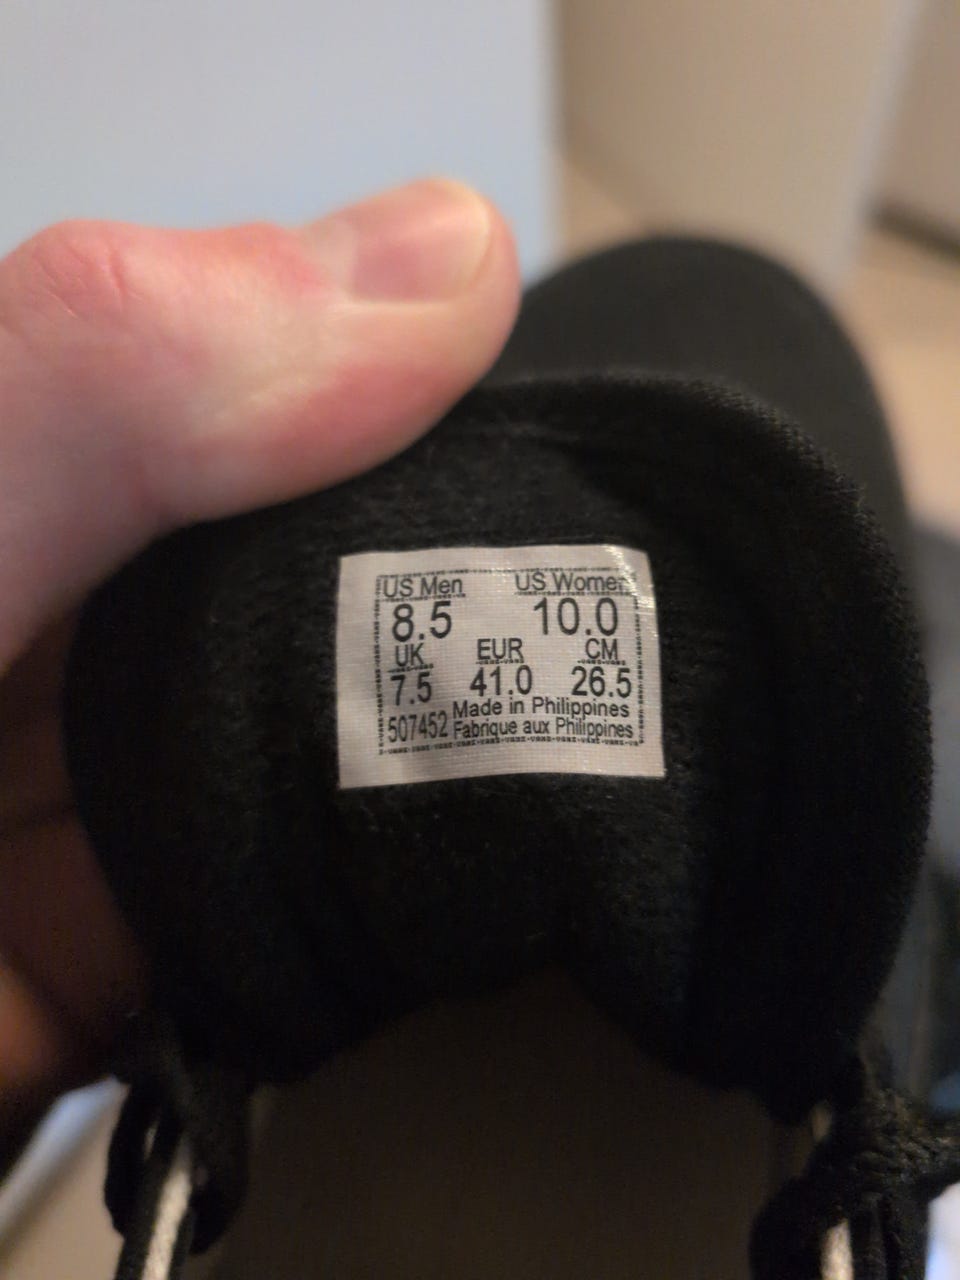 US Men US Women
8.5 10.0
UK EUR CM
7.5 41.0 26.5
507452 Made in Philippines
Fabrique aux Philippines